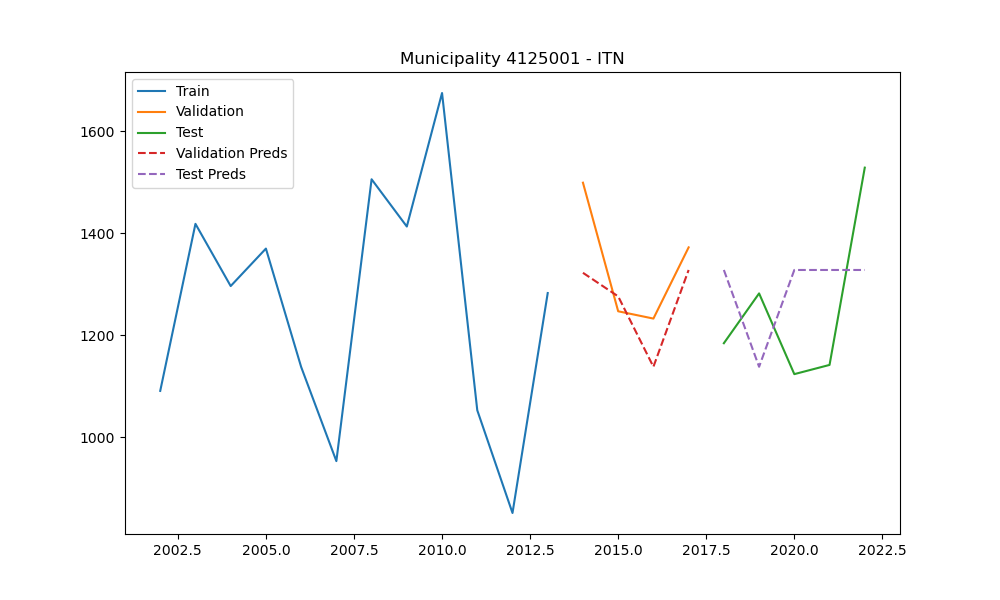 Municipality 4125001 - ITN
Train
Validation
Test
Validation Preds
Test Preds
1600
1400
1200
1000
2002.5 2005.0 2007.5 2010.0 2012.5 2015.0 2017.5 2020.0 2022.5